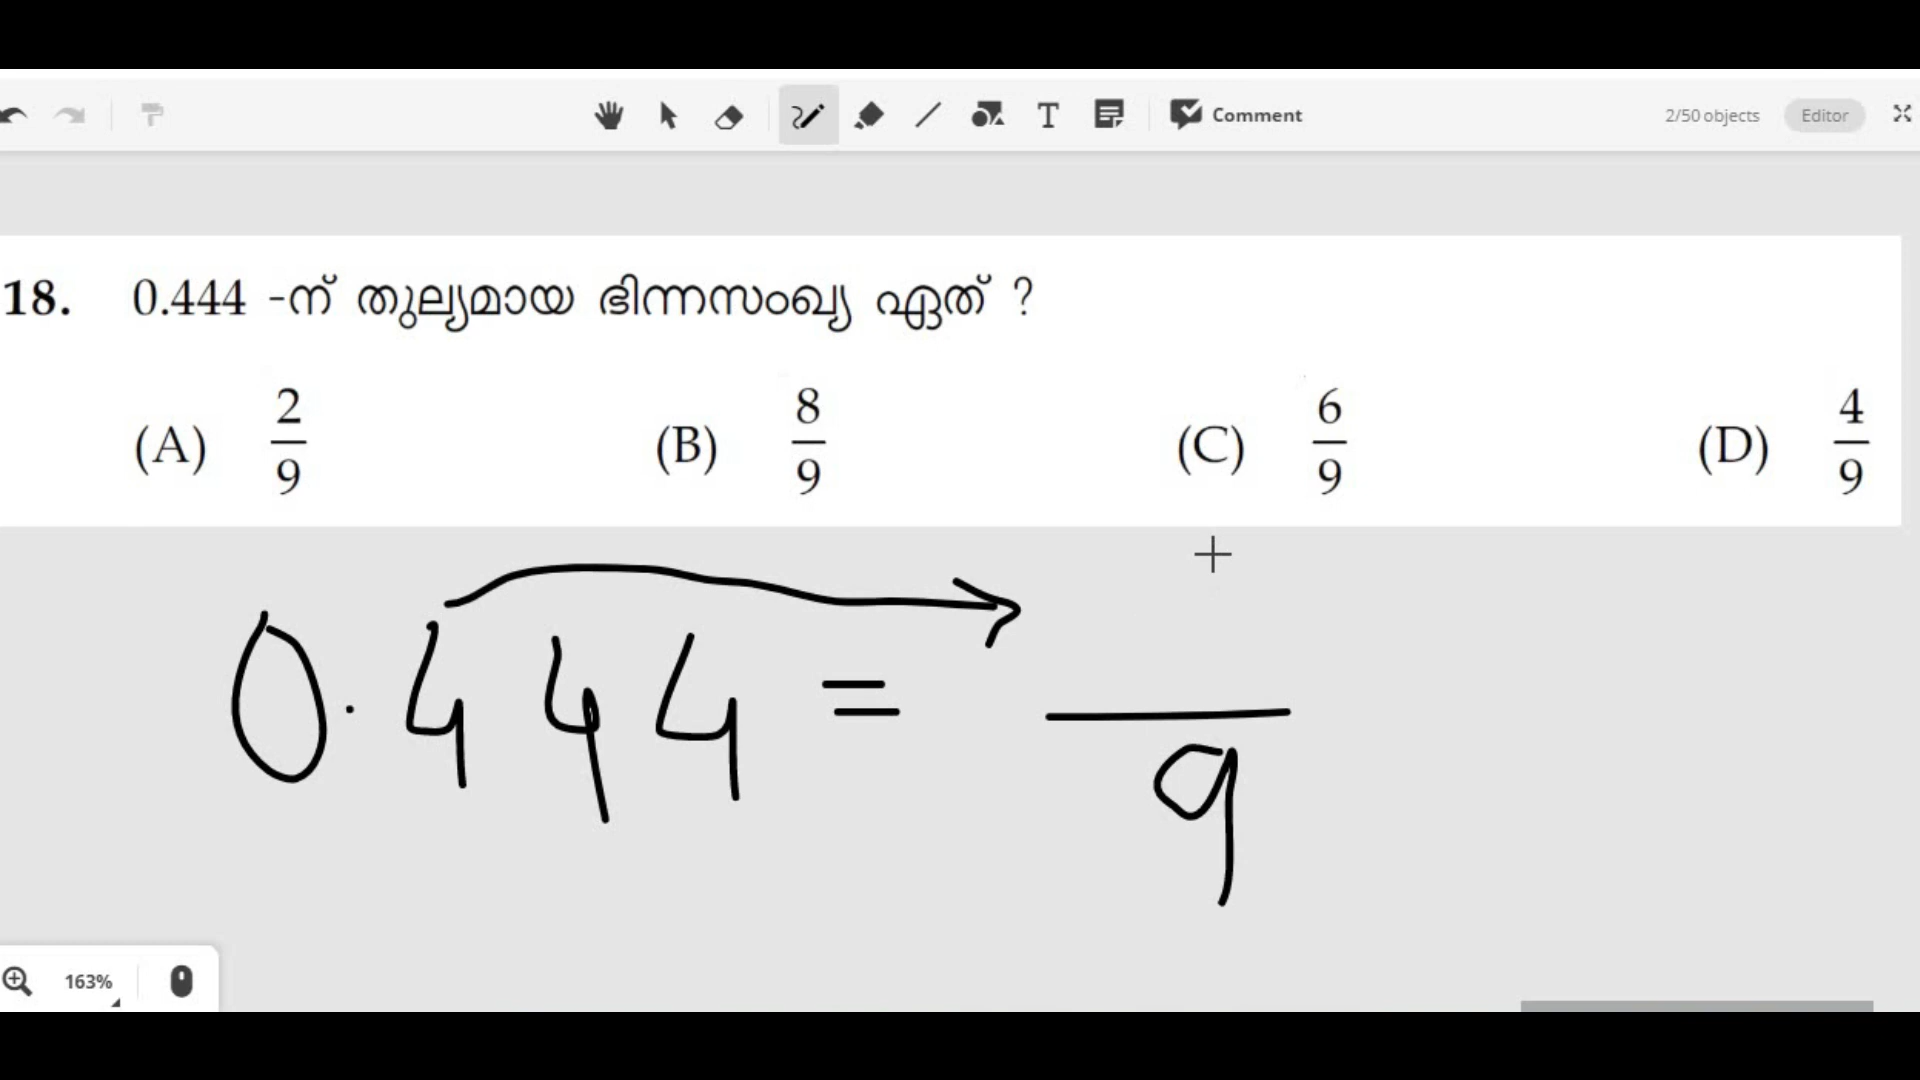 Comment 2/50 objects Editor
18. 0.444 -ന് തുല്യമായ ഭിന്നസംഖ്യ ഏത് ?
(A) 2/9 (B) 8/9 (C) 6/9 (D) 4/9
0.444 = /9
163%